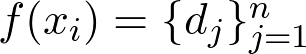 f(x_i) = \{d_j\}_{j=1}^{n}